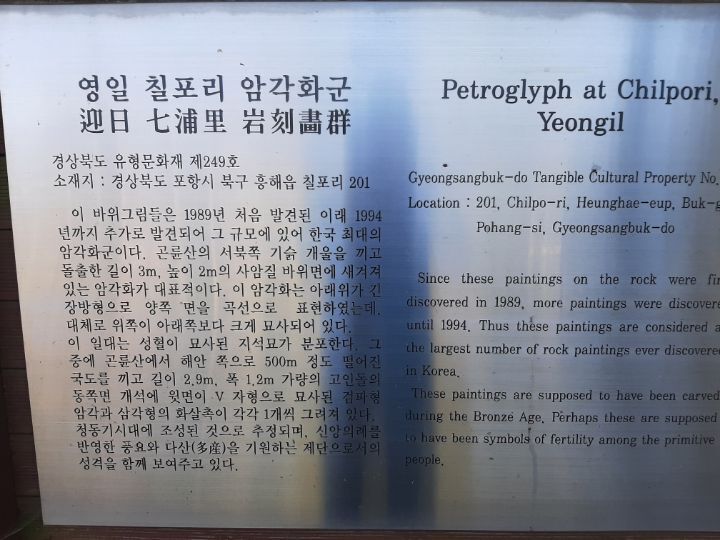 영일 칠포리 암각화군
迎日 七浦里 岩刻畵群
경상북도 유형문화재 제249호
소재지 : 경상북도 포항시 북구 흥해읍 칠포리 201
이 바위그림들은 1989년 처음 발견된 이래 1994
년까지 추가로 발견되어 그 규모에 있어 한국 최대의
암각화군이다. 곤륜산의 서북쪽 기슭 개울을 끼고
돌출한 길이 3m, 높이 2m의 사암질 바위면에 새겨져
있는 암각화가 대표적이다. 이 암각화는 아래위가 긴
장방형으로 양쪽 면을 곡선으로 표현하였는데,
대체로 위쪽이 아래쪽보다 크게 묘사되어 있다.
이 일대는 성혈이 묘사된 지석묘가 분포한다. 그
중에 곤륜산에서 해안 쪽으로 500m 정도 떨어진
국도를 끼고 길이 2.9m, 폭 1.2m 가량의 고인돌의
동쪽면 개석에 윗면이 V 자형으로 묘사된 검파형
암각과 삼각형의 화살촉이 각각 1개씩 그려져 있다.
청동기시대에 조성된 것으로 추정되며, 신앙의례를
반영한 풍요와 다산(多産)을 기원하는 제단으로서의
성격을 함께 보여주고 있다.
Petroglyph at Chilpori,
Yeongil
Gyeongsangbuk-do Tangible Cultural Property No.
Location : 201, Chilpo-ri, Heunghae-eup, Buk-g
Pohang-si, Gyeongsangbuk-do
Since these paintings on the rock were fir
discovered in 1989, more paintings were discovere
until 1994. Thus these paintings are considered a
the largest number of rock paintings ever discovered
in Korea.
These paintings are supposed to have been carved
during the Bronze Age. Perhaps these are supposed
to have been symbols of fertility among the primitive
people.